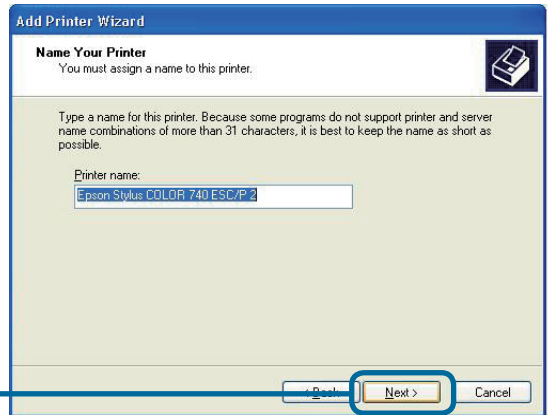 Add Printer Wizard
Name Your Printer
You must assign a name to this printer.
Type a name for this printer. Because some programs do not support printer and server
name combinations of more than 31 characters, it is best to keep the name as short as
possible.
Printer name:
Epson Stylus COLOR 740 ESC/P 2
< Back Next > Cancel